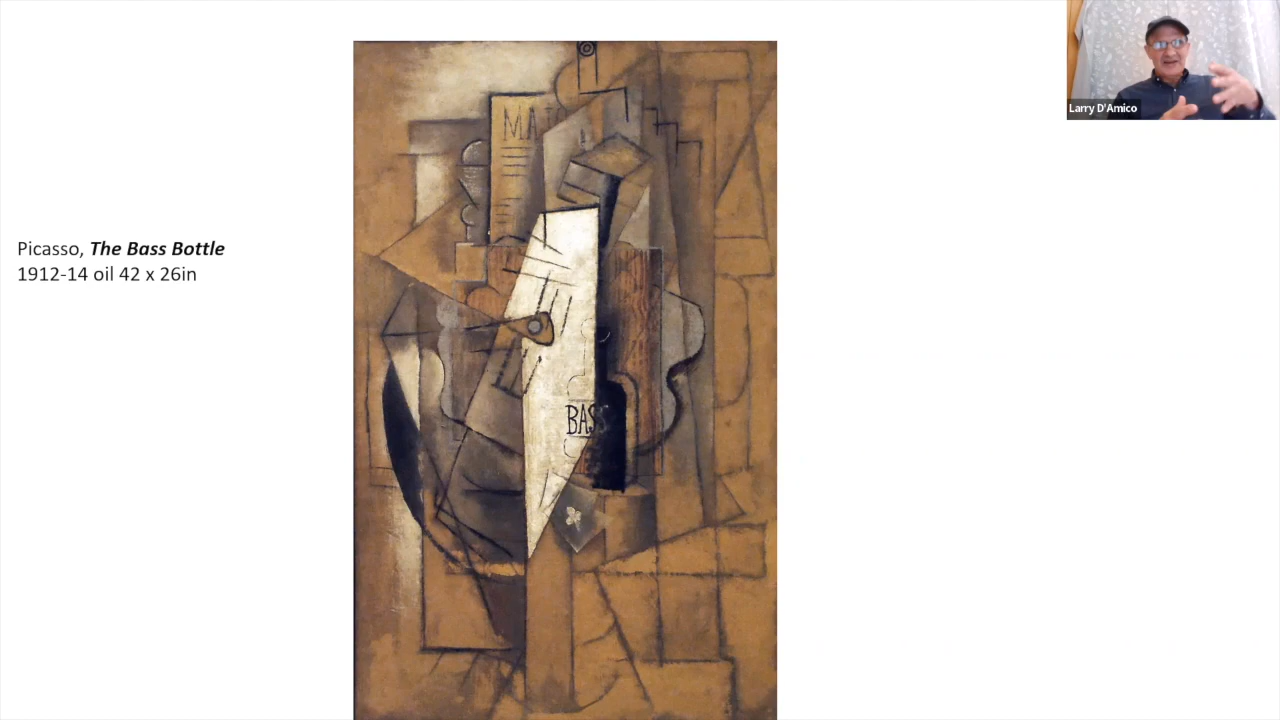 Picasso, The Bass Bottle
1912-14 oil 42 x 26in
MA
BASS
Larry D'Amico